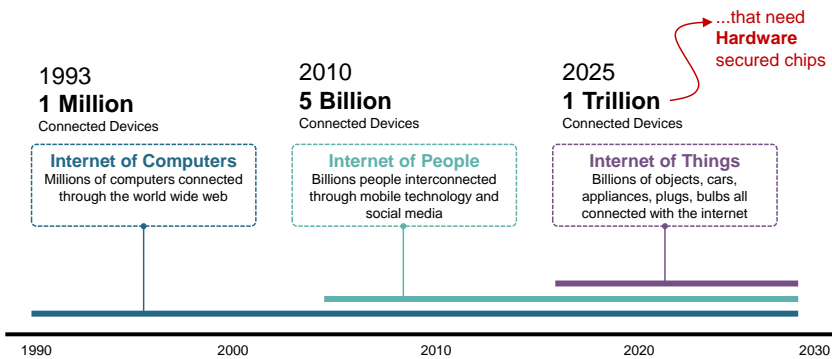 ...that need
Hardware
secured chips
1993
1 Million
Connected Devices
2010
5 Billion
Connected Devices
2025
1 Trillion
Connected Devices
Internet of Computers
Millions of computers connected
through the world wide web
Internet of People
Billions people interconnected
through mobile technology and
social media
Internet of Things
Billions of objects, cars,
appliances, plugs, bulbs all
connected with the internet
1990
2000
2010
2020
2030